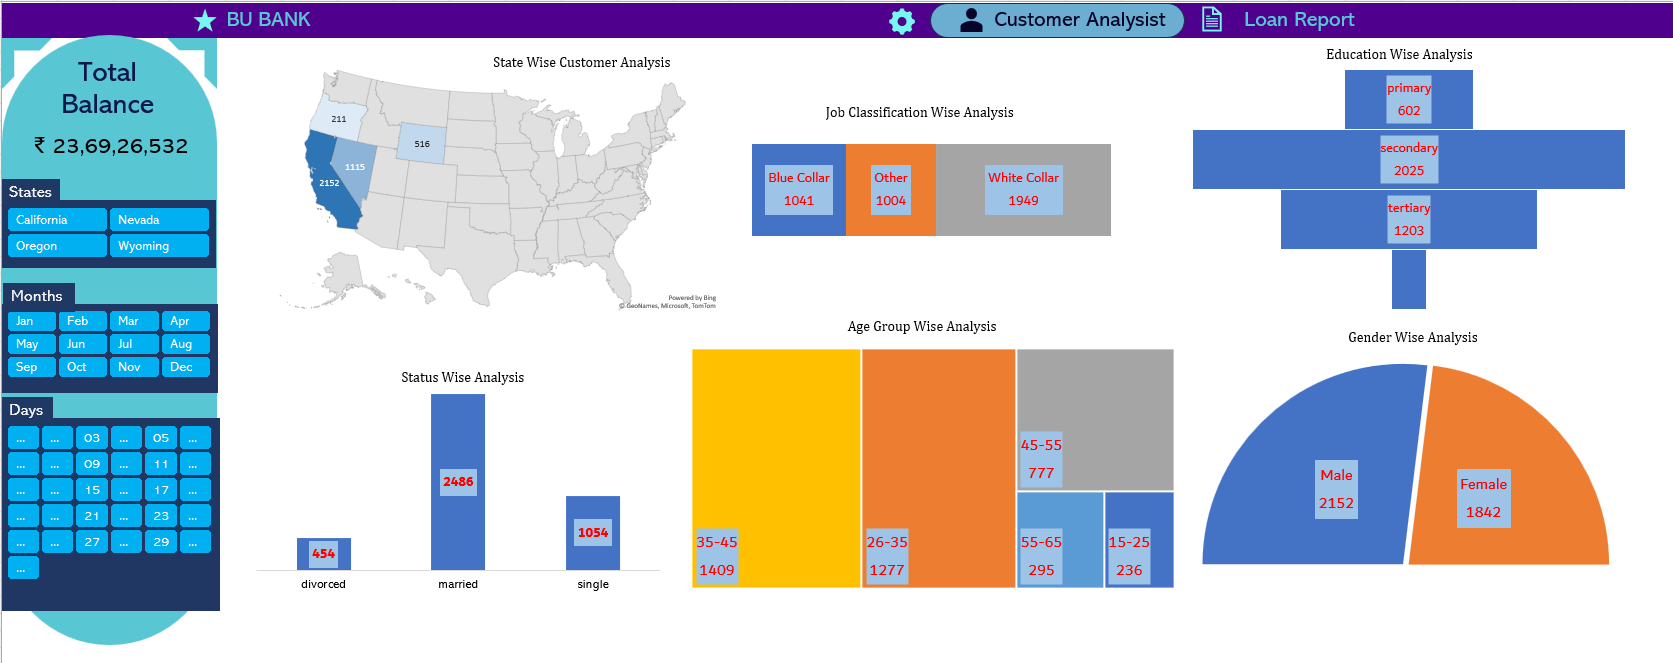 BU BANK
Customer Analysist
Loan Report
Total
Balance
₹ 23,69,26,532
States
California
Nevada
Oregon
Wyoming
Months
Jan
Feb
Mar
Apr
May
Jun
Jul
Aug
Sep
Oct
Nov
Dec
Days
...
...
03
...
05
...
...
...
09
...
11
...
...
...
15
...
17
...
...
...
21
...
23
...
...
...
27
...
29
...
...
State Wise Customer Analysis
211
516
1115
2152
Powered by Bing
© GeoNames, Microsoft, TomTom
Job Classification Wise Analysis
Blue Collar
1041
Other
1004
White Collar
1949
Education Wise Analysis
primary
602
secondary
2025
tertiary
1203
Status Wise Analysis
454
2486
1054
divorced
married
single
Age Group Wise Analysis
35-45
1409
26-35
1277
45-55
777
55-65
295
15-25
236
Gender Wise Analysis
Male
2152
Female
1842